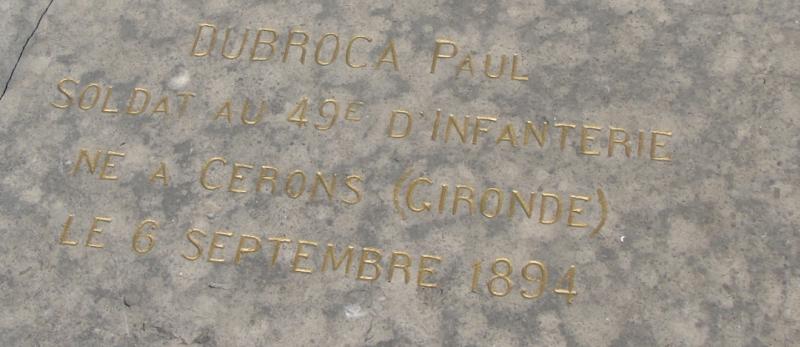 DUBROCA PAUL
SOLDAT AU 49E D'INFANTERIE
NE A CERONS (GIRONDE)
LE 6 SEPTEMBRE 1894